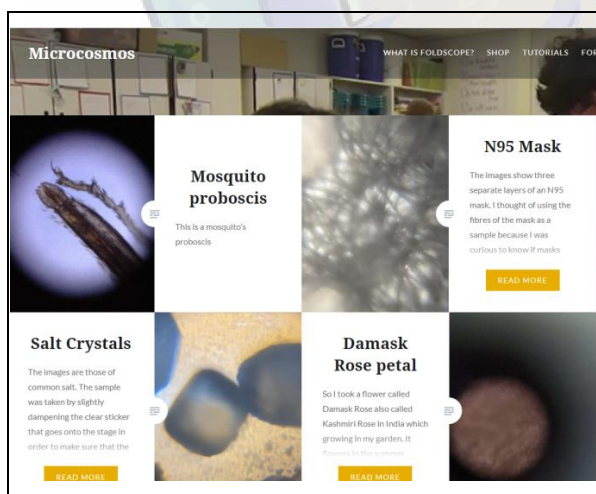 Microcosmos
WHAT IS FOLDSCOPE? SHOP TUTORIALS FOR
Mosquito
proboscis
This is a mosquito's
proboscis
N95 Mask
The images show three
separate layers of an N95
mask. I thought of using the
fibres of the mask as a
sample because I was
curious to know if masks
READ MORE
Salt Crystals
The images are those of
common salt. The sample
was taken by slightly
dampening the clear sticker
that goes onto the stage in
order to make sure that the
READ MORE
Damask
Rose petal
So I took a flower called
Damask Rose also called
Kashmiri Rose in India which
growing in my garden. It
flowers in the summer
READ MORE